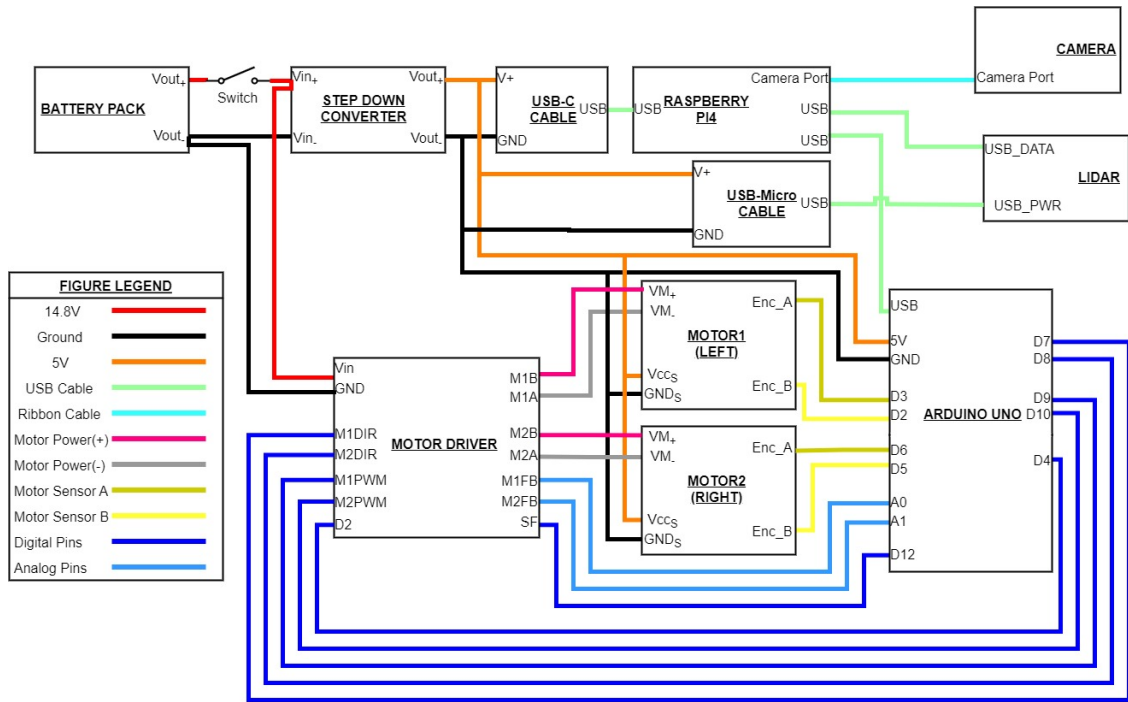 CAMERA
Camera Port
BATTERY PACK
Vout+
Vout-
Switch
Vin+
Vin-
STEP DOWN
CONVERTER
Vout+
Vout-
V+
GND
USB-C
CABLE
USB
USB
RASPBERRY
PI4
Camera Port
USB
USB
USB_DATA
LIDAR
USB_PWR
V+
USB-Micro
CABLE
USB
GND
FIGURE LEGEND
14.8V
Ground
5V
USB Cable
Ribbon Cable
Motor Power(+)
Motor Power(-)
Motor Sensor A
Motor Sensor B
Digital Pins
Analog Pins
Vin
GND
M1DIR
M2DIR
M1PWM
M2PWM
D2
MOTOR DRIVER
M1B
M1A
M2B
M2A
M1FB
M2FB
SF
VM+
VM-
MOTOR1
(LEFT)
VccS
GNDS
Enc_A
Enc_B
VM+
VM-
MOTOR2
(RIGHT)
VccS
GNDS
Enc_A
Enc_B
USB
5V
GND
D3
D2
D6
D5
A0
A1
D12
ARDUINO UNO
D7
D8
D9
D10
D4